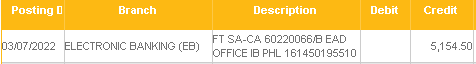 Posting D Branch Description Debit Credit
03/07/2022 ELECTRONIC BANKING (EB) FT SA-CA 60220066/B EAD 5,154.50
OFFICE IB PHL 161450195510